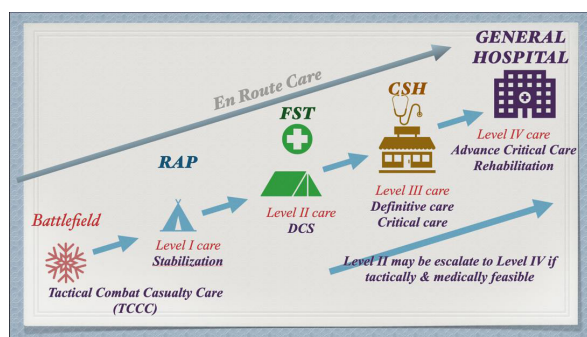 GENERAL
HOSPITAL
En Route Care
CSH
FST
Level IV care
Advance Critical Care
Rehabilitation
RAP
Level III care
Definitive care
Critical care
Level II care
DCS
Battlefield
Level I care
Stabilization
Level II may be escalate to Level IV if
tactically & medically feasible
Tactical Combat Casualty Care
(TCCC)